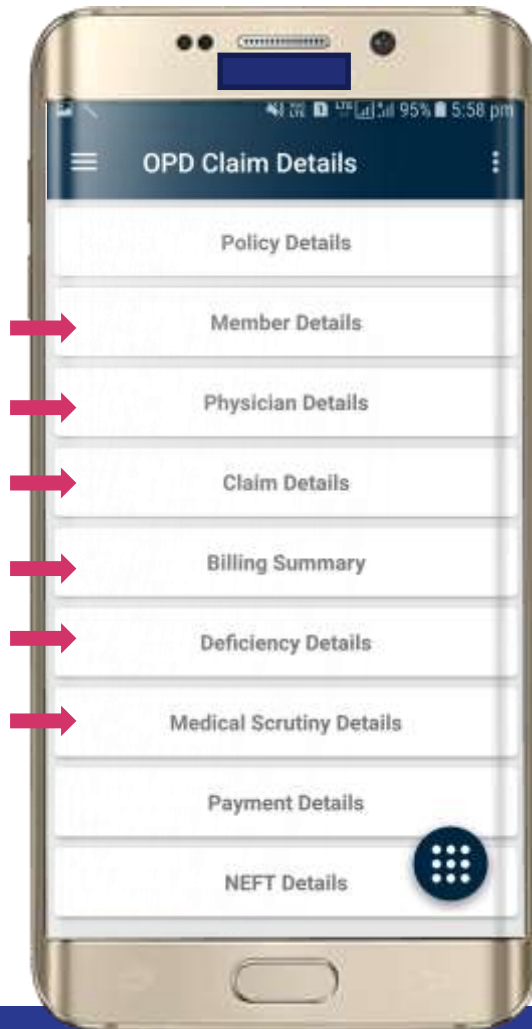 95% 5:58 pm
OPD Claim Details
Policy Details
Member Details
Physician Details
Claim Details
Billing Summary
Deficiency Details
Medical Scrutiny Details
Payment Details
NEFT Details